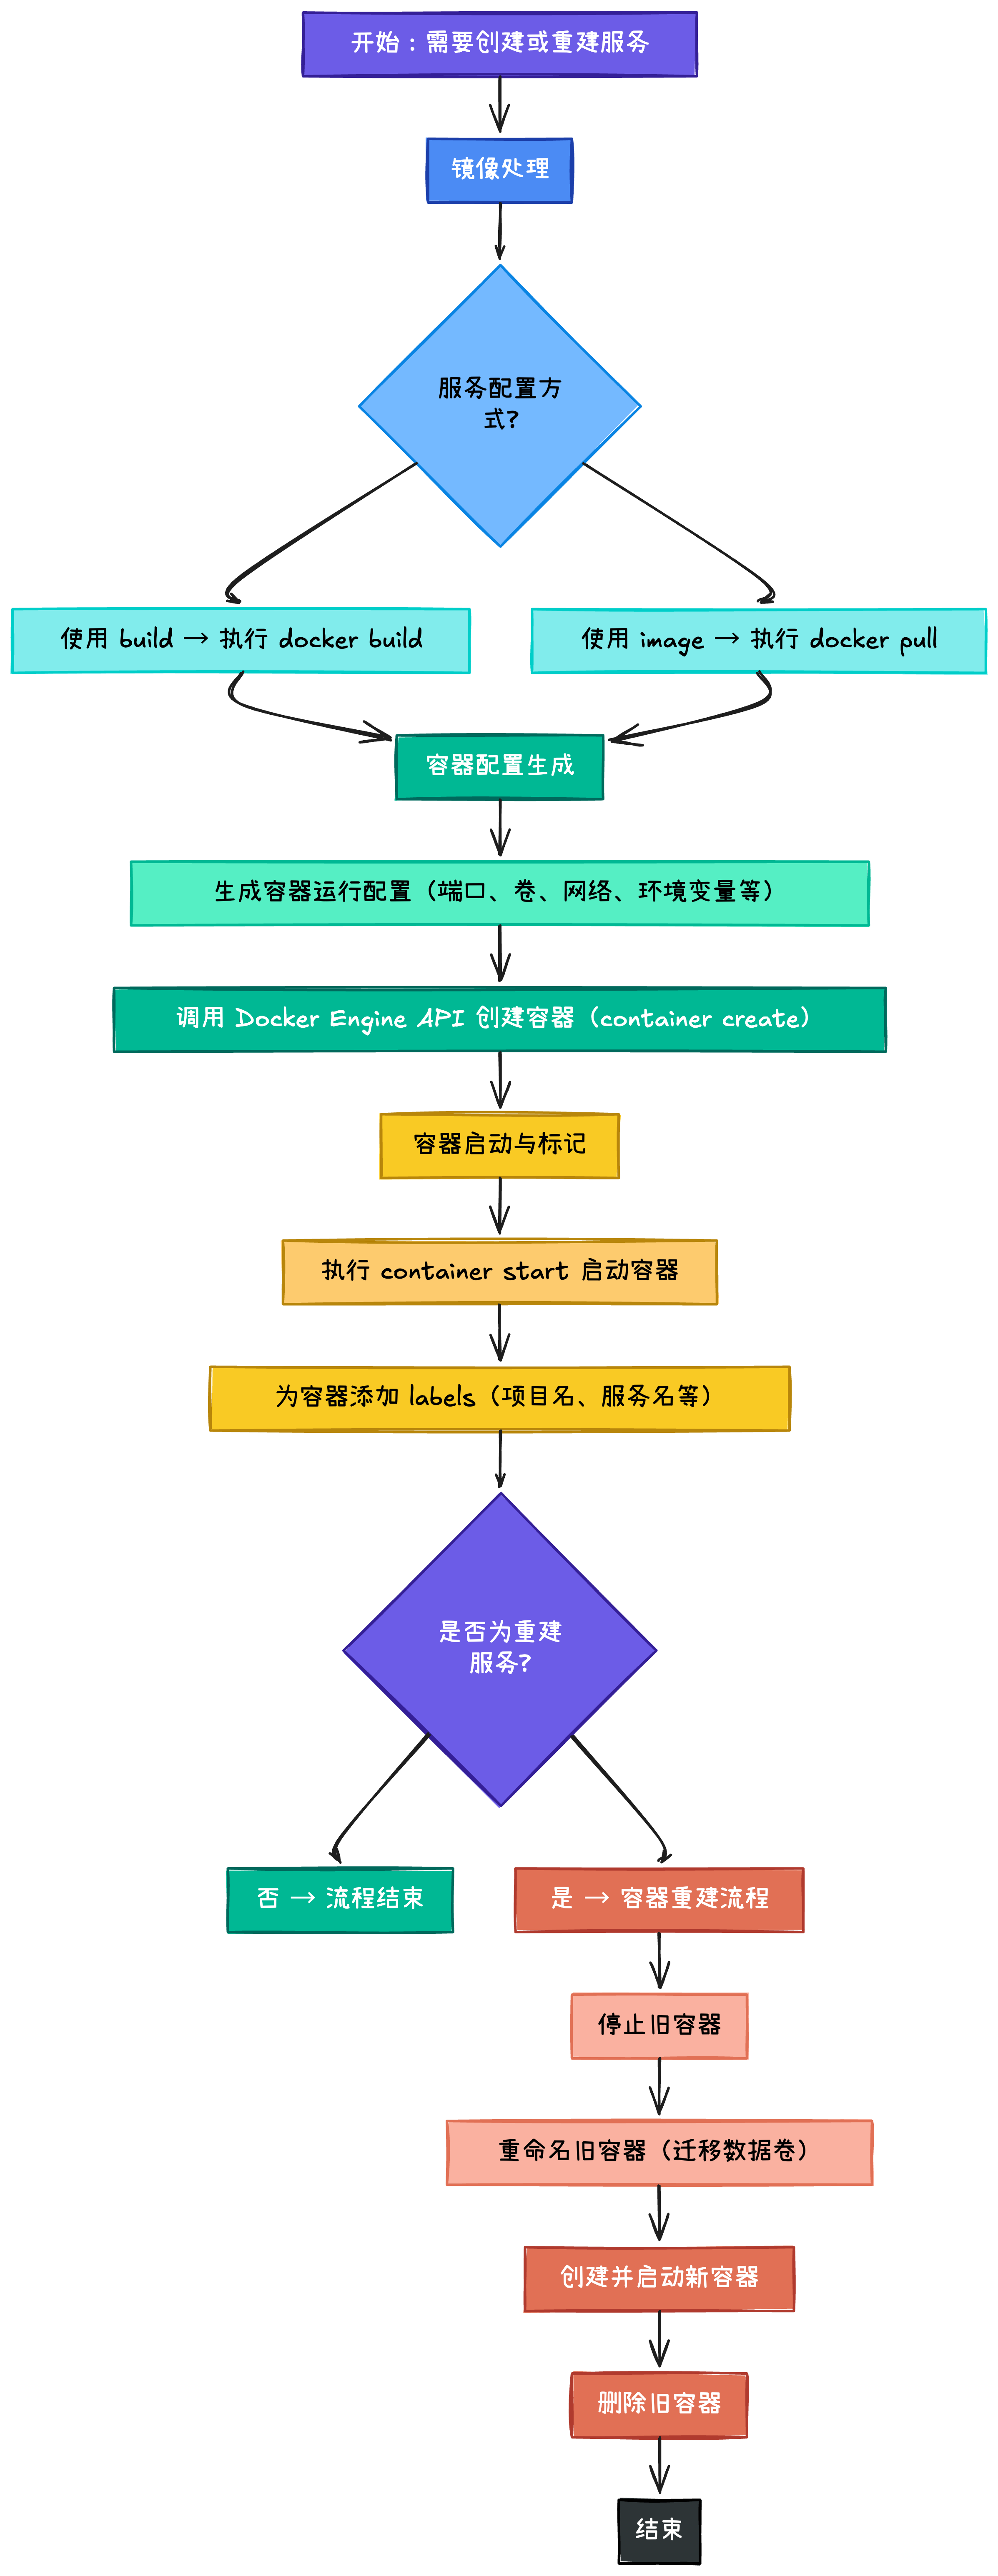 开始：需要创建或重建服务
镜像处理
服务配置方
式?
使用 build → 执行 docker build
使用 image → 执行 docker pull
容器配置生成
生成容器运行配置（端口、卷、网络、环境变量等）
调用 Docker Engine API 创建容器（container create）
容器启动与标记
执行 container start 启动容器
为容器添加 labels（项目名、服务名等）
是否为重建
服务?
否 → 流程结束
是 → 容器重建流程
停止旧容器
重命名旧容器（迁移数据卷）
创建并启动新容器
删除旧容器
结束